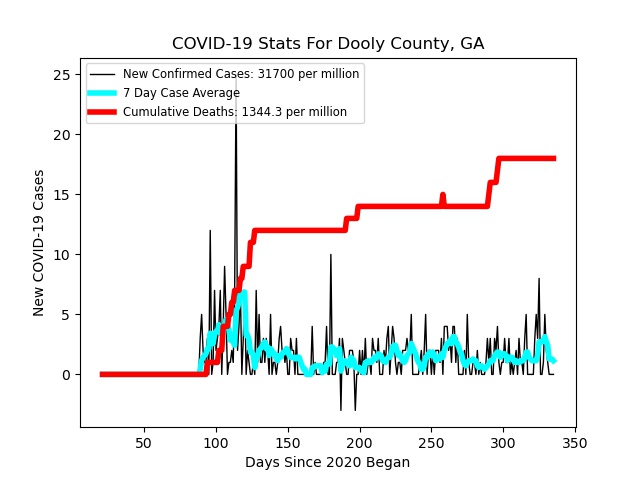 COVID-19 Stats For Dooly County, GA
New Confirmed Cases: 31700 per million
7 Day Case Average
Cumulative Deaths: 1344.3 per million
New COVID-19 Cases
25
20
15
10
5
0
50 100 150 200 250 300 350
Days Since 2020 Began